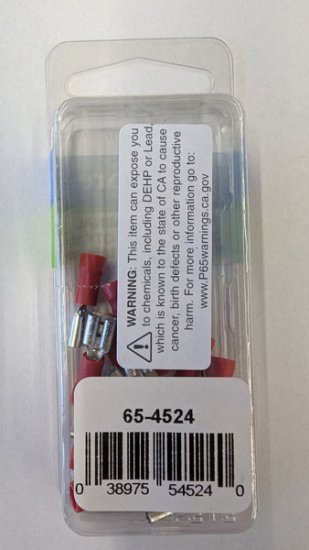 WARNING: This item can expose you
to chemicals, including DEHP or Lead,
which is known to the state of CA to cause
cancer, birth defects or other reproductive
harm. For more information go to:
www.P65warnings.ca.gov
65-4524
0 38975 54524 0